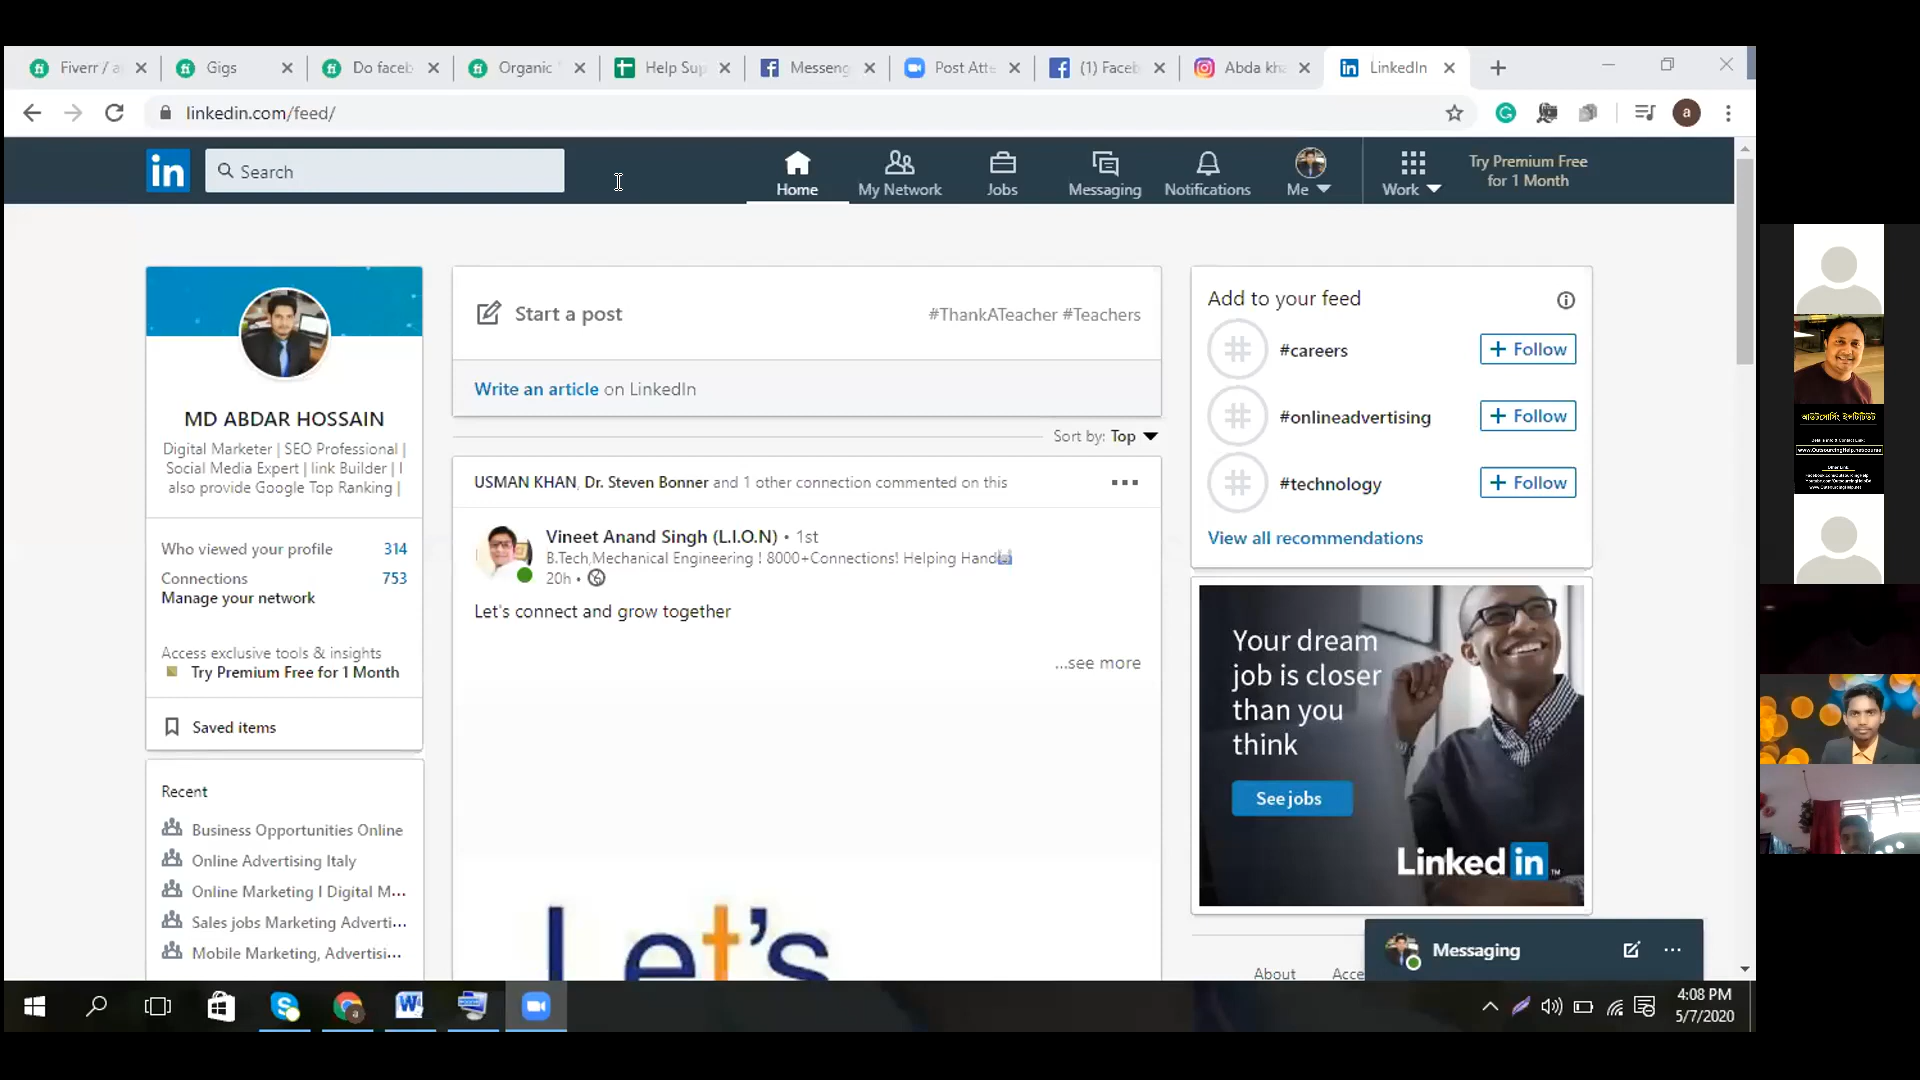 Fiverr / a
Gigs
Do faceb
Organic
Help Sup
Messeng
Post Atte
(1) Faceb
Abda kha
LinkedIn
linkedin.com/feed/
a
in
Search
Home
My Network
Jobs
Messaging
Notifications
Me
Work
Try Premium Free
for 1 Month
MD ABDAR HOSSAIN
Digital Marketer | SEO Professional |
Social Media Expert | link Builder | I
also provide Google Top Ranking |
Who viewed your profile 314
Connections 753
Manage your network
Access exclusive tools & insights
Try Premium Free for 1 Month
Saved items
Recent
Business Opportunities Online
Online Advertising Italy
Online Marketing I Digital M...
Sales jobs Marketing Adverti...
Mobile Marketing, Advertisi...
Start a post
#ThankATeacher #Teachers
Write an article on LinkedIn
Sort by: Top
USMAN KHAN, Dr. Steven Bonner and 1 other connection commented on this
Vineet Anand Singh (L.I.O.N) • 1st
B.Tech,Mechanical Engineering ! 8000+Connections! Helping Hand
20h •
Let's connect and grow together
...see more
Let's
Add to your feed
#careers
+ Follow
#onlineadvertising
+ Follow
#technology
+ Follow
View all recommendations
Your dream
job is closer
than you
think
See jobs
Linked in
About
Acce
Messaging
আউটসোর্সিং ইন্সটিটিউট
4:08 PM
5/7/2020